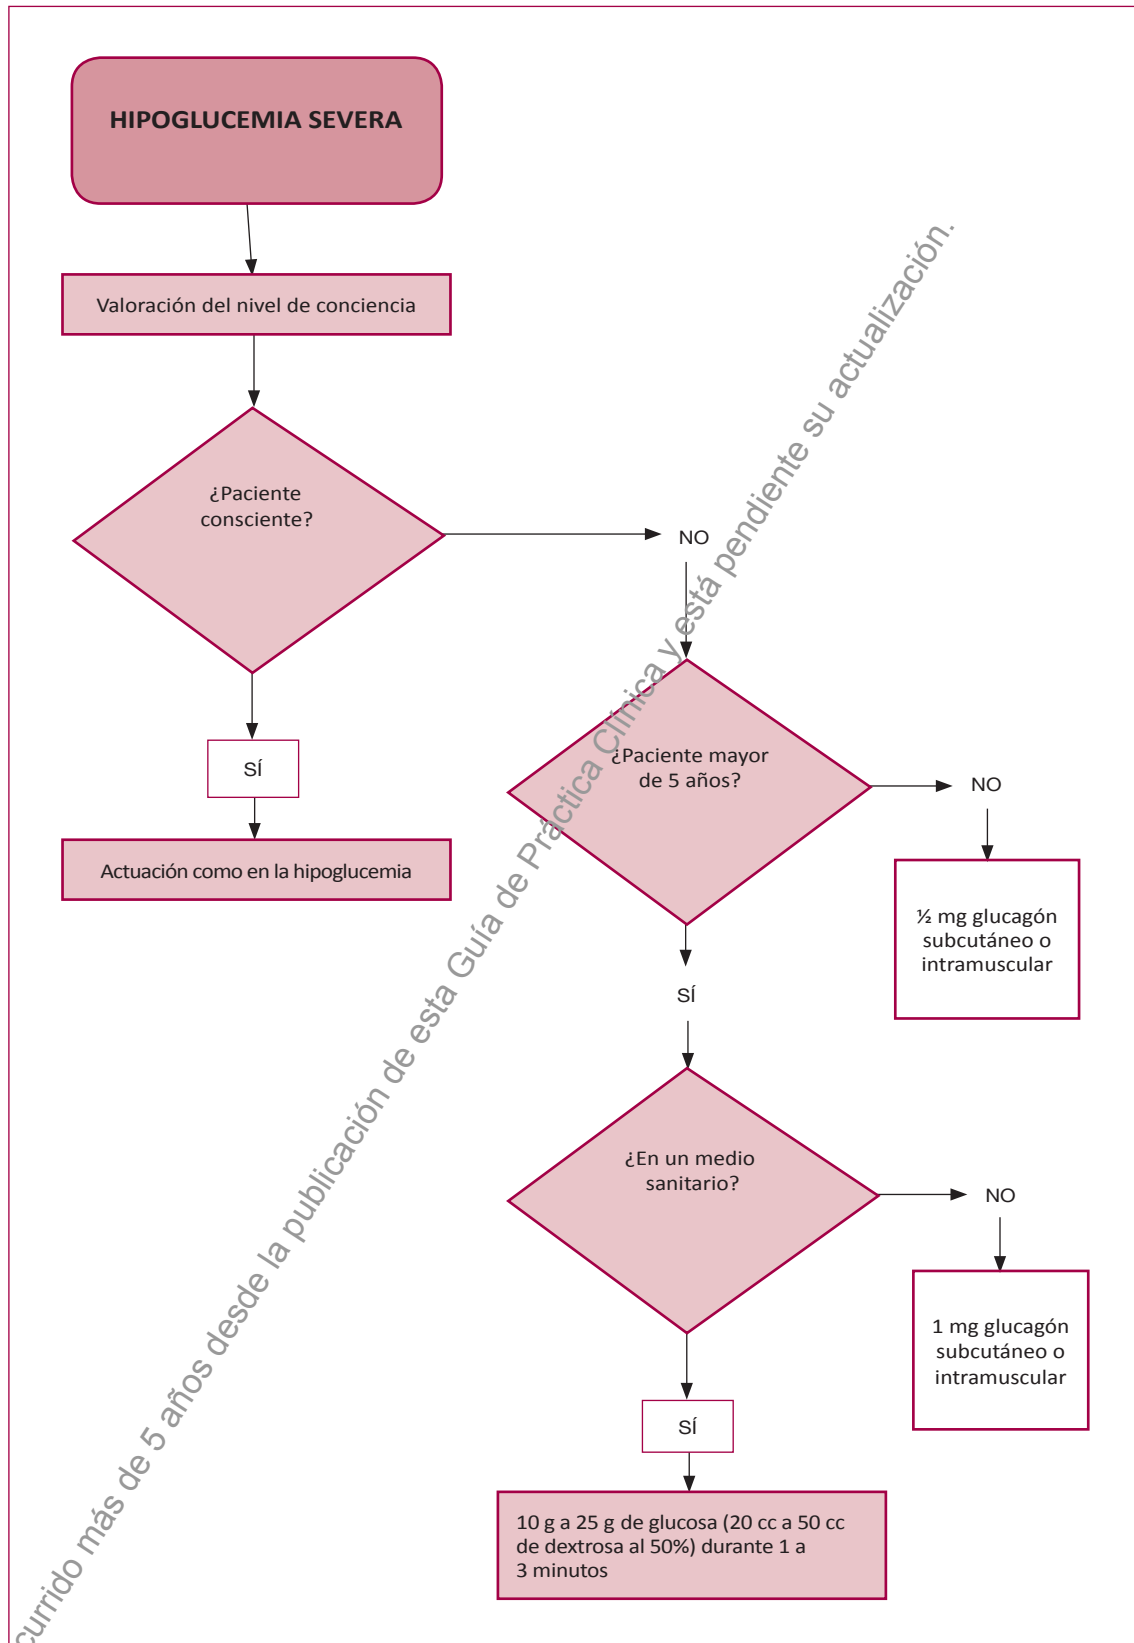 HIPOGLUCEMIA SEVERA
Valoración del nivel de conciencia
¿Paciente
consciente?
NO
SÍ
Actuación como en la hipoglucemia
¿Paciente mayor
de 5 años?
NO
½ mg glucagón
subcutáneo o
intramuscular
SÍ
¿En un medio
sanitario?
NO
1 mg glucagón
subcutáneo o
intramuscular
SÍ
10 g a 25 g de glucosa (20 cc a 50 cc
de dextrosa al 50%) durante 1 a
3 minutos
currido más de 5 años desde la publicación de esta Guía de Práctica Clínica y está pendiente su actualización.